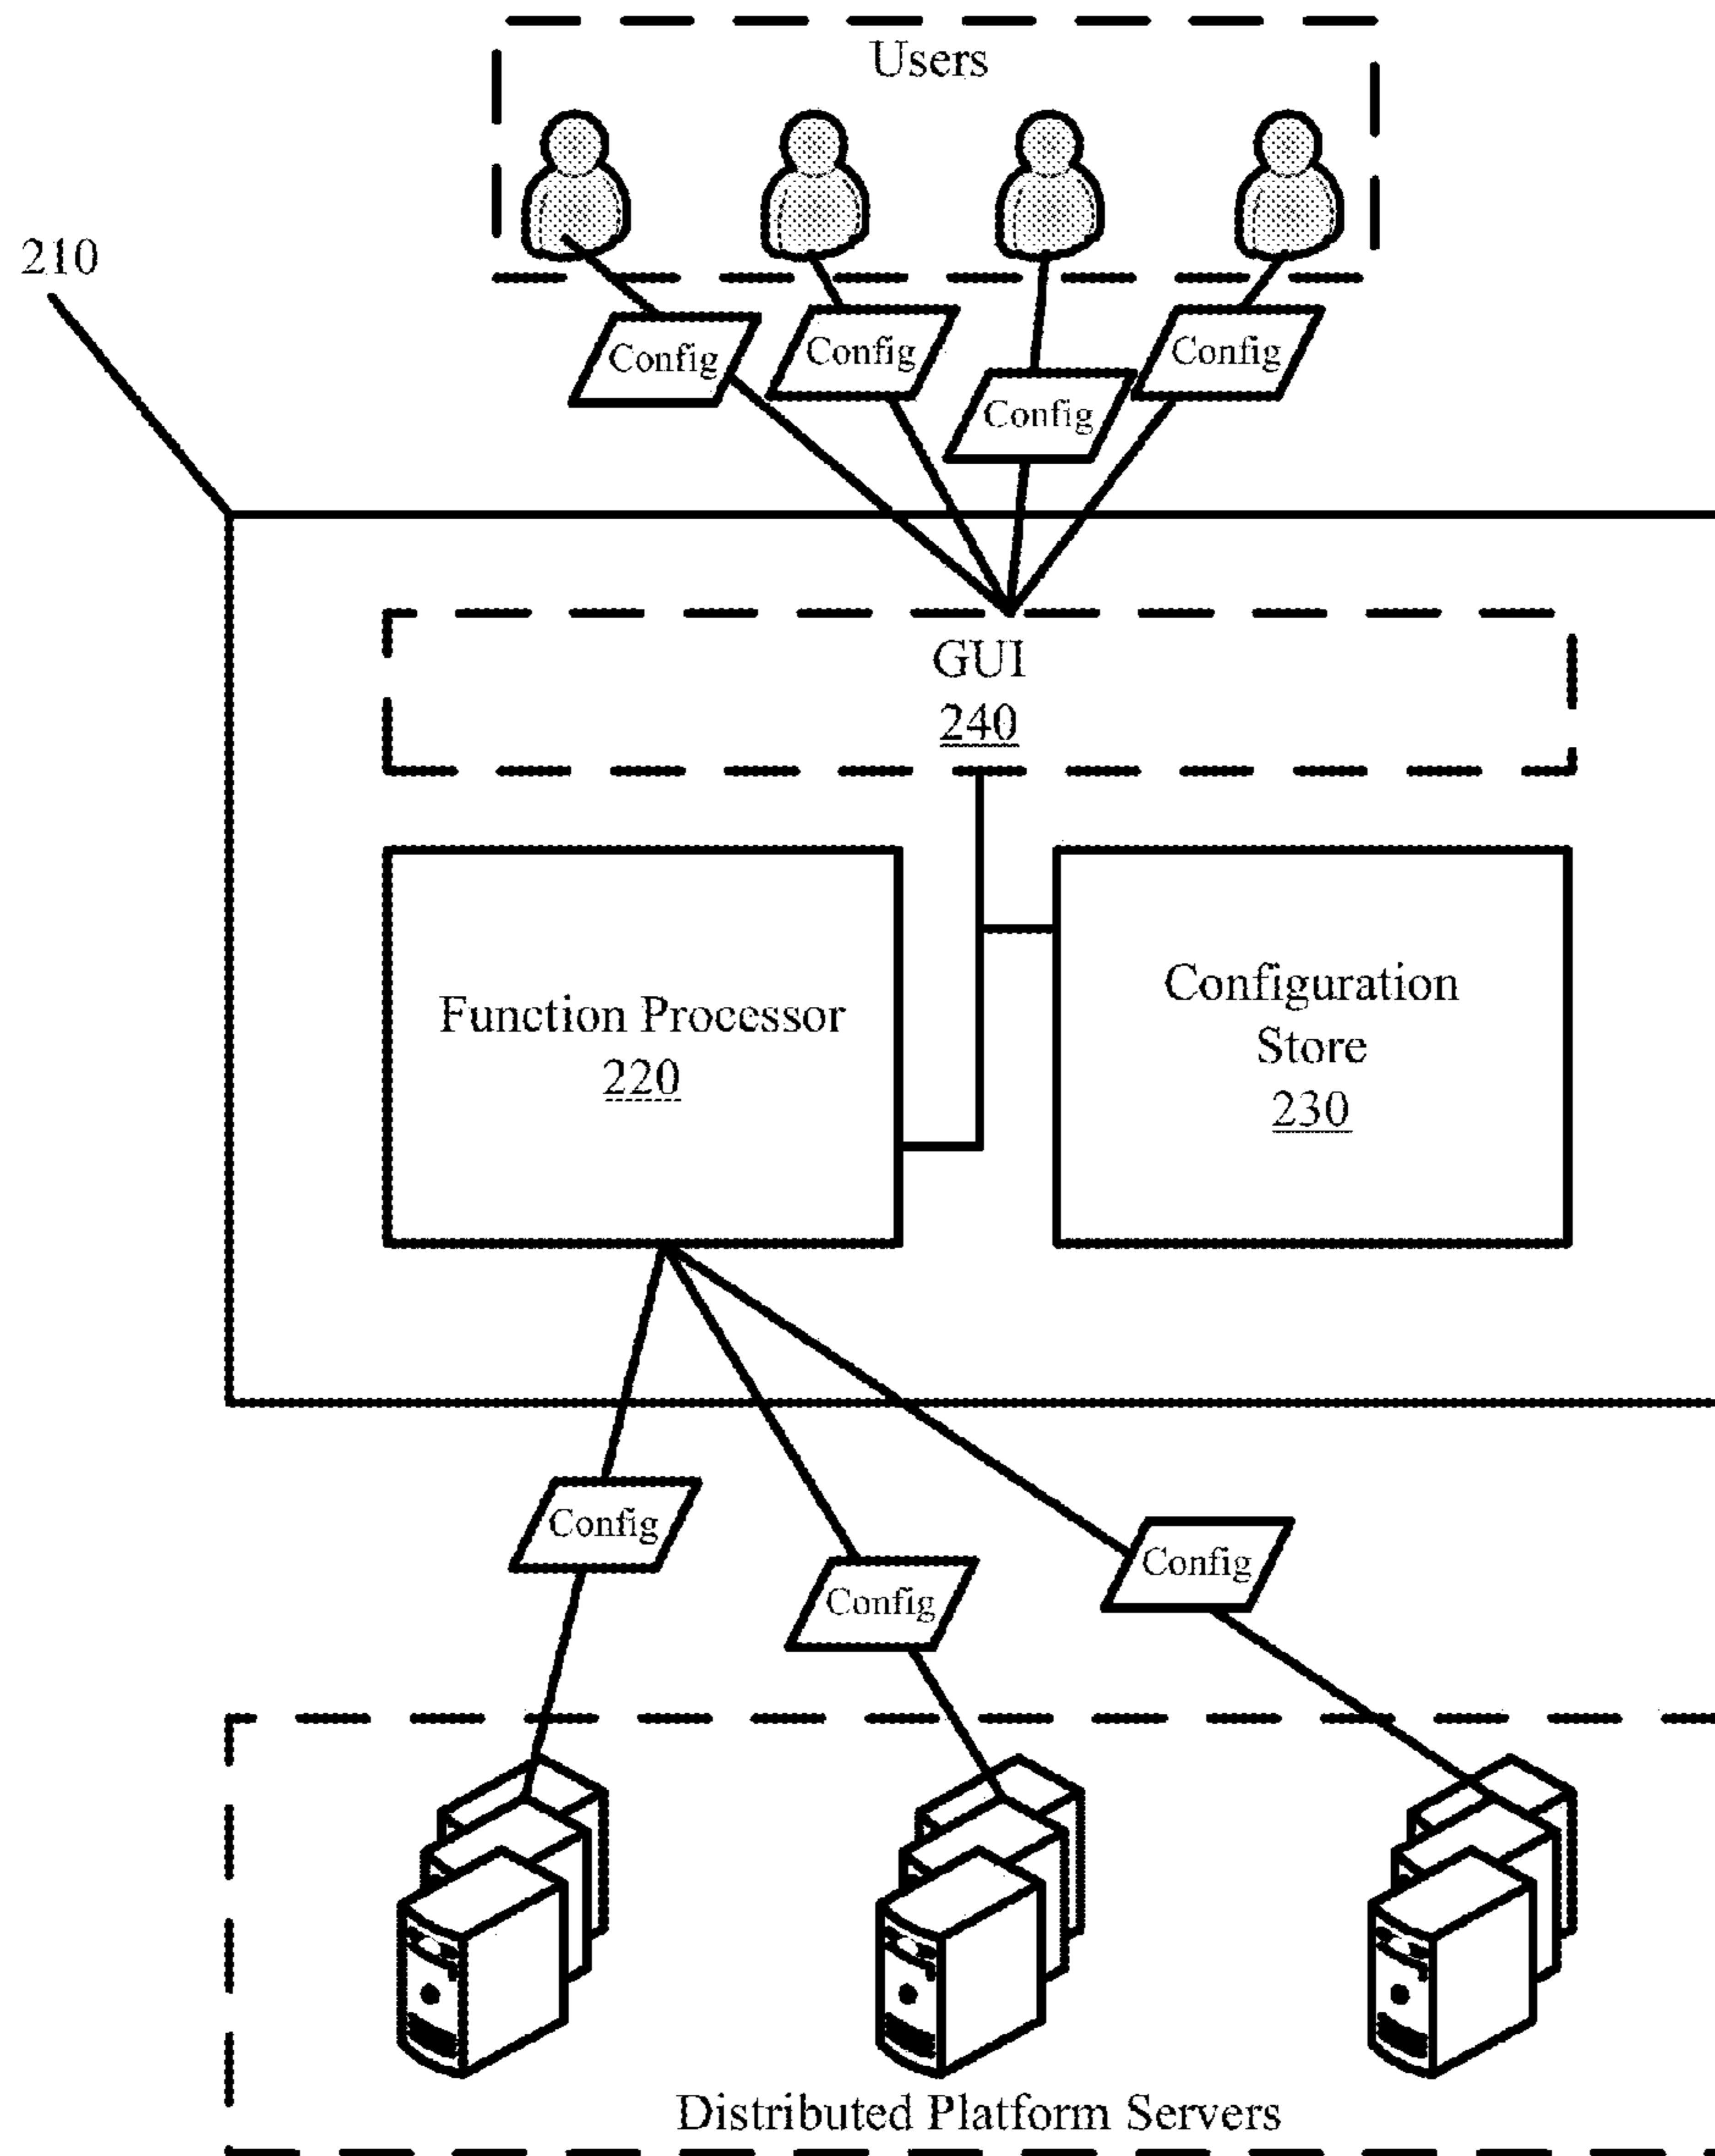 Users
210
Config
Config
Config
Config
GUI
240
Function Processor
220
Configuration
Store
230
Config
Config
Config
Distributed Platform Servers